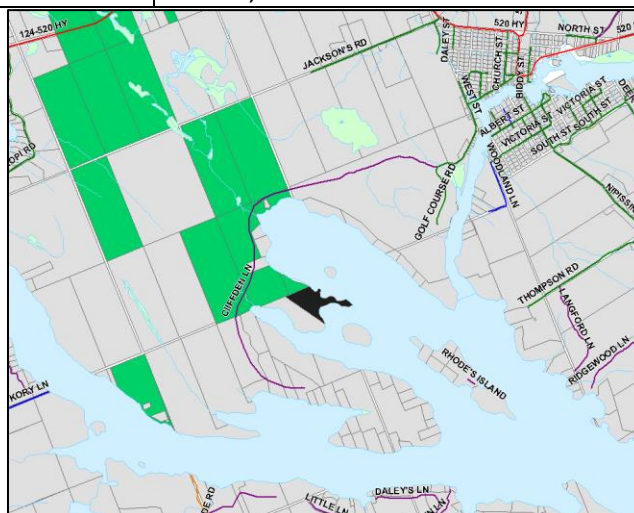 124-520 HY
520 HY
520
NORTH ST
DALEY ST
CHURCH ST
BIDDY ST
JACKSON'S RD
WEST ST
ALBERT ST
VICTORIA ST
VICTORIA ST
SOUTH ST
SOUTH ST
WOODLAND LN
GOLF COURSE RD
CLIFFDEN LN
THOMPSON RD
LANGFORD LN
RIDGEWOOD LN
RHODE'S ISLAND
KORY LN
DALEY'S LN
LITTLE LN